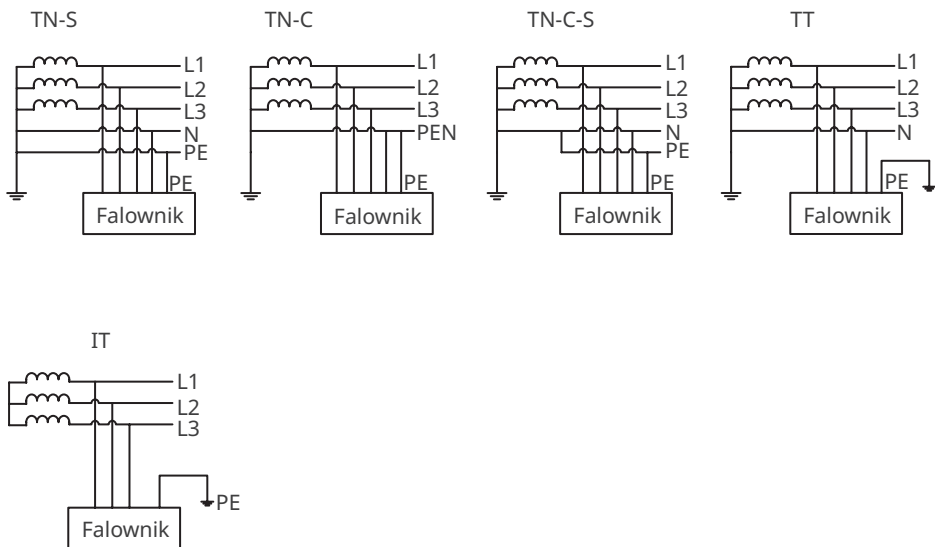 TN-S
L1
L2
L3
N
PE
PE
Falownik
TN-C
L1
L2
L3
PEN
PE
Falownik
TN-C-S
L1
L2
L3
N
PE
PE
Falownik
TT
L1
L2
L3
N
PE
Falownik
IT
L1
L2
L3
PE
Falownik